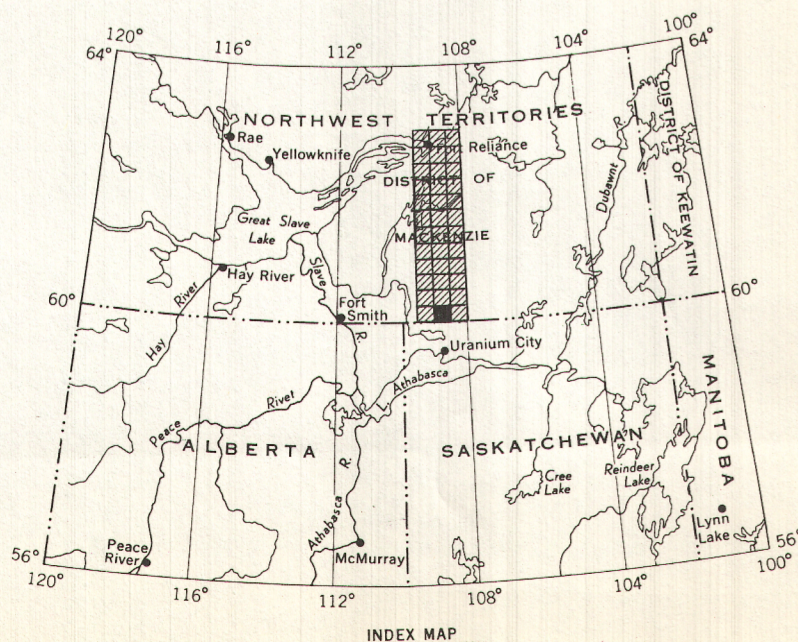 120°
116°
112°
108°
104°
100°
64°
64°
NORTHWEST TERRITORIES
Rae
Yellowknife
Fort Reliance
DISTRICT OF
MACKENZIE
DISTRICT OF KEEWATIN
Dubawnt R.
Great Slave
Lake
Slave
R.
Hay River
Hay
River
Fort
Smith
60°
60°
Uranium City
Athabasca
Peace
River
ALBERTA
SASKATCHEWAN
MANITOBA
Cree
Lake
Reindeer
Lake
Athabasca
R.
Lynn
Lake
Peace
River
McMurray
56°
56°
120°
116°
112°
108°
104°
100°
INDEX MAP